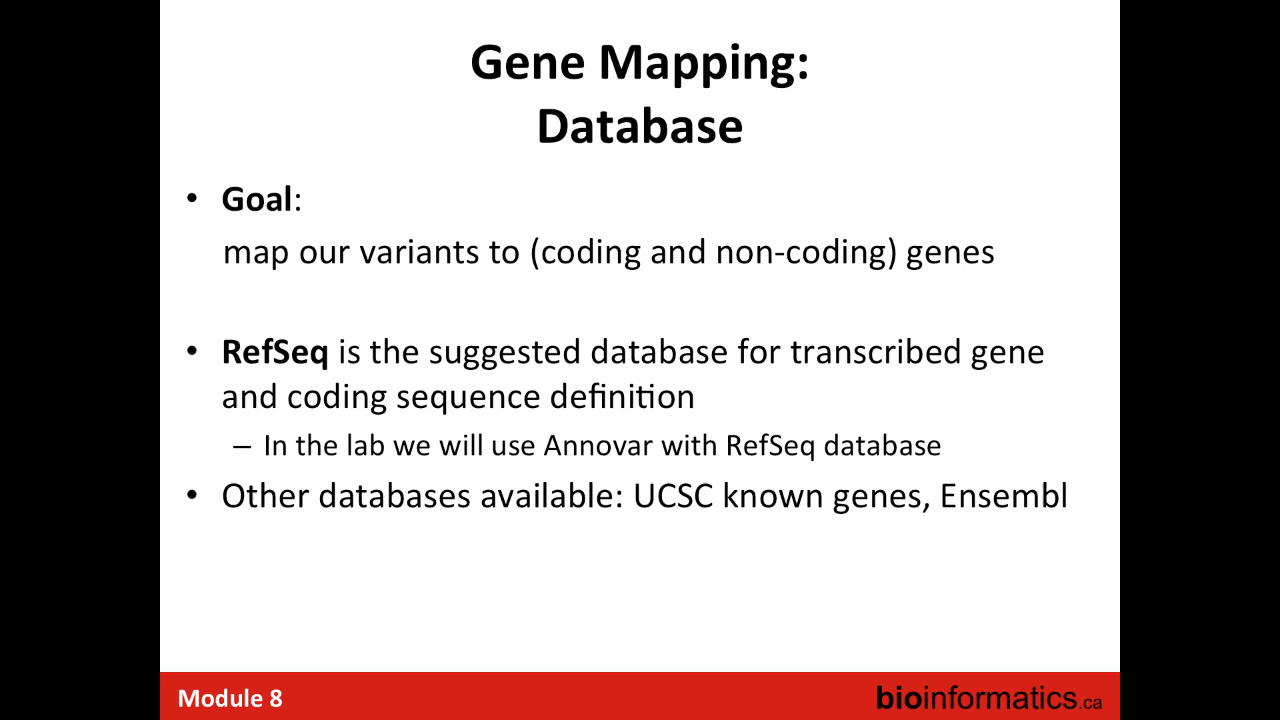 Gene Mapping:
Database
• Goal:
map our variants to (coding and non-coding) genes
• RefSeq is the suggested database for transcribed gene
and coding sequence definition
– In the lab we will use Annovar with RefSeq database
• Other databases available: UCSC known genes, Ensembl
Module 8
bioinformatics.ca